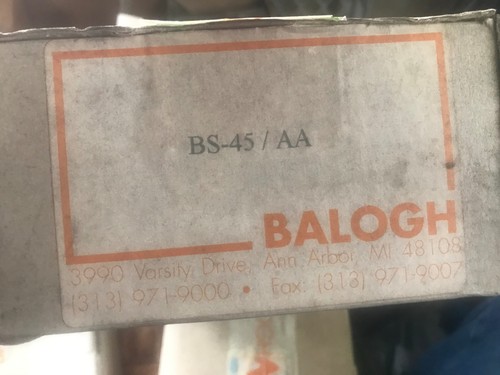 BS-45 / AA
BALOGH
3990 Varsity Drive, Ann Arbor, MI 48108
(313) 971-9000 • Fax: (313) 971-9007